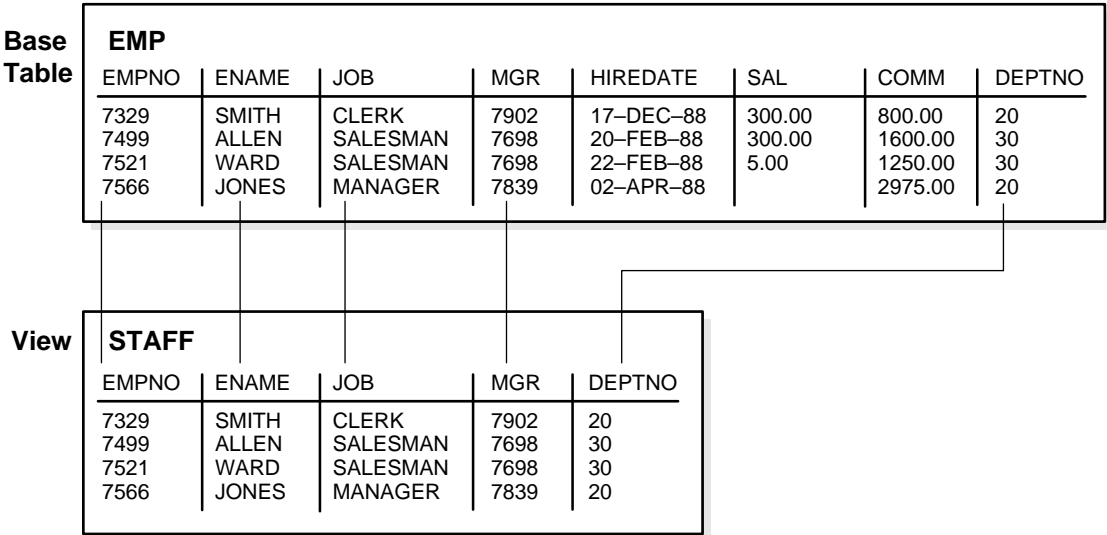 Base Table
EMP
EMPNO ENAME JOB MGR HIREDATE SAL COMM DEPTNO
7329 SMITH CLERK 7902 17–DEC–88 300.00 800.00 20
7499 ALLEN SALESMAN 7698 20–FEB–88 300.00 1600.00 30
7521 WARD SALESMAN 7698 22–FEB–88 5.00 1250.00 30
7566 JONES MANAGER 7839 02–APR–88 2975.00 20
View
STAFF
EMPNO ENAME JOB MGR DEPTNO
7329 SMITH CLERK 7902 20
7499 ALLEN SALESMAN 7698 30
7521 WARD SALESMAN 7698 30
7566 JONES MANAGER 7839 20